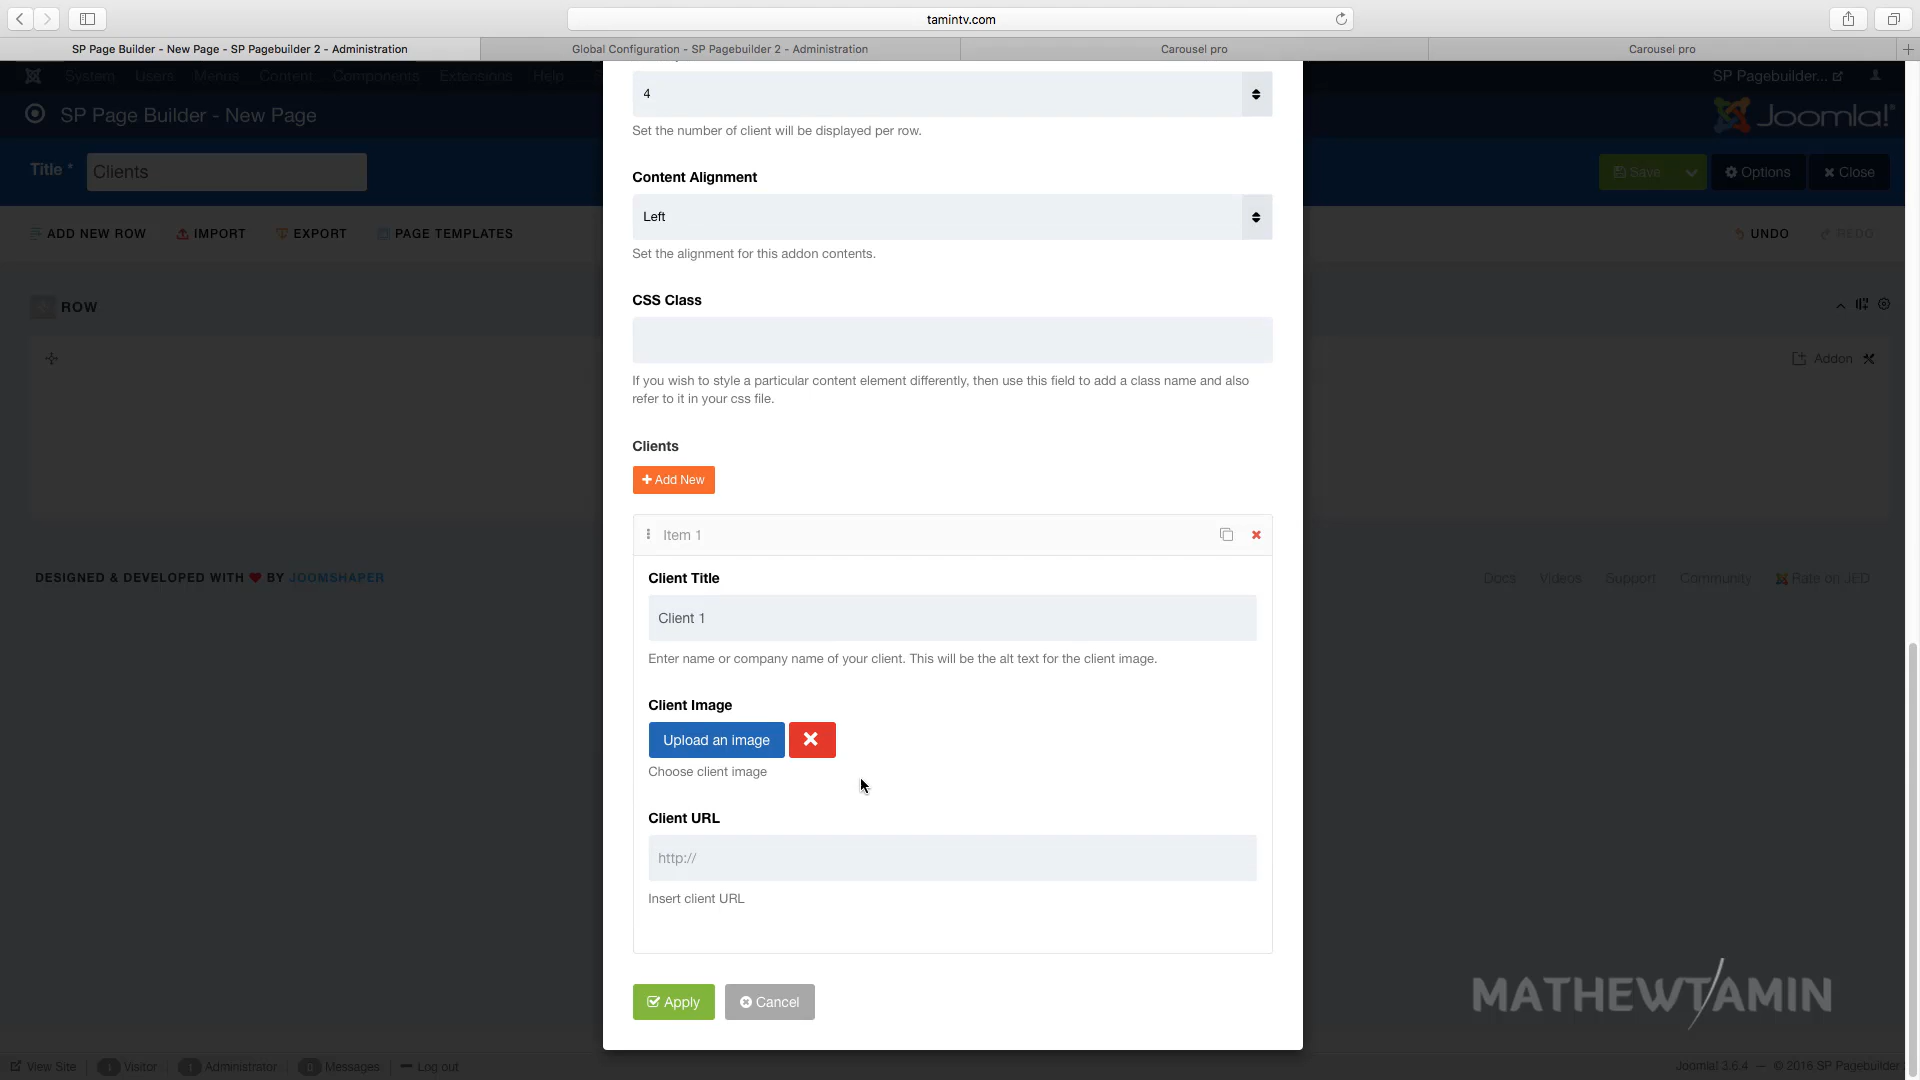 tamintv.com
SP Page Builder - New Page - SP Pagebuilder 2 - Administration
Global Configuration - SP Pagebuilder 2 - Administration
Carousel pro
Carousel pro
System Users Menus Content Components Extensions Help
SP Pagebuilder...
SP Page Builder - New Page
Joomla!
Title *
Clients
Save
Options
Close
ADD NEW ROW
IMPORT
EXPORT
PAGE TEMPLATES
UNDO
REDO
ROW
Addon
4
Set the number of client will be displayed per row.
Content Alignment
Left
Set the alignment for this addon contents.
CSS Class
If you wish to style a particular content element differently, then use this field to add a class name and also
refer to it in your css file.
Clients
Add New
Item 1
Client Title
Client 1
Enter name or company name of your client. This will be the alt text for the client image.
Client Image
Upload an image
Choose client image
Client URL
http://
Insert client URL
Apply
Cancel
DESIGNED & DEVELOPED WITH BY JOOMSHAPER
Docs Videos Support Community Rate on JED
MATHEWTAMIN
View Site Visitor Administrator Messages Log out
Joomla! 3.6.4 — © 2016 SP Pagebuilder